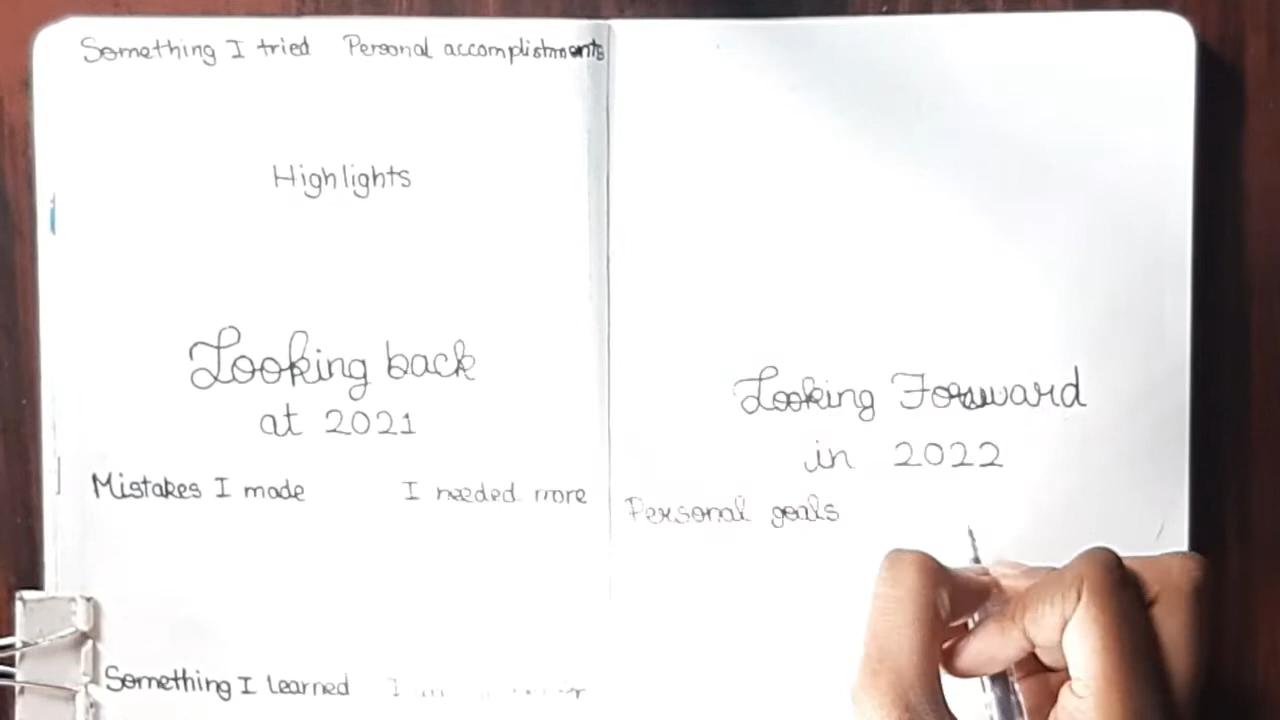 Something I tried Personal accomplistments
Highlights
Looking back
at 2021
Mistakes I made I needed more
Something I learned I
Looking Forward
in 2022
Personal goals